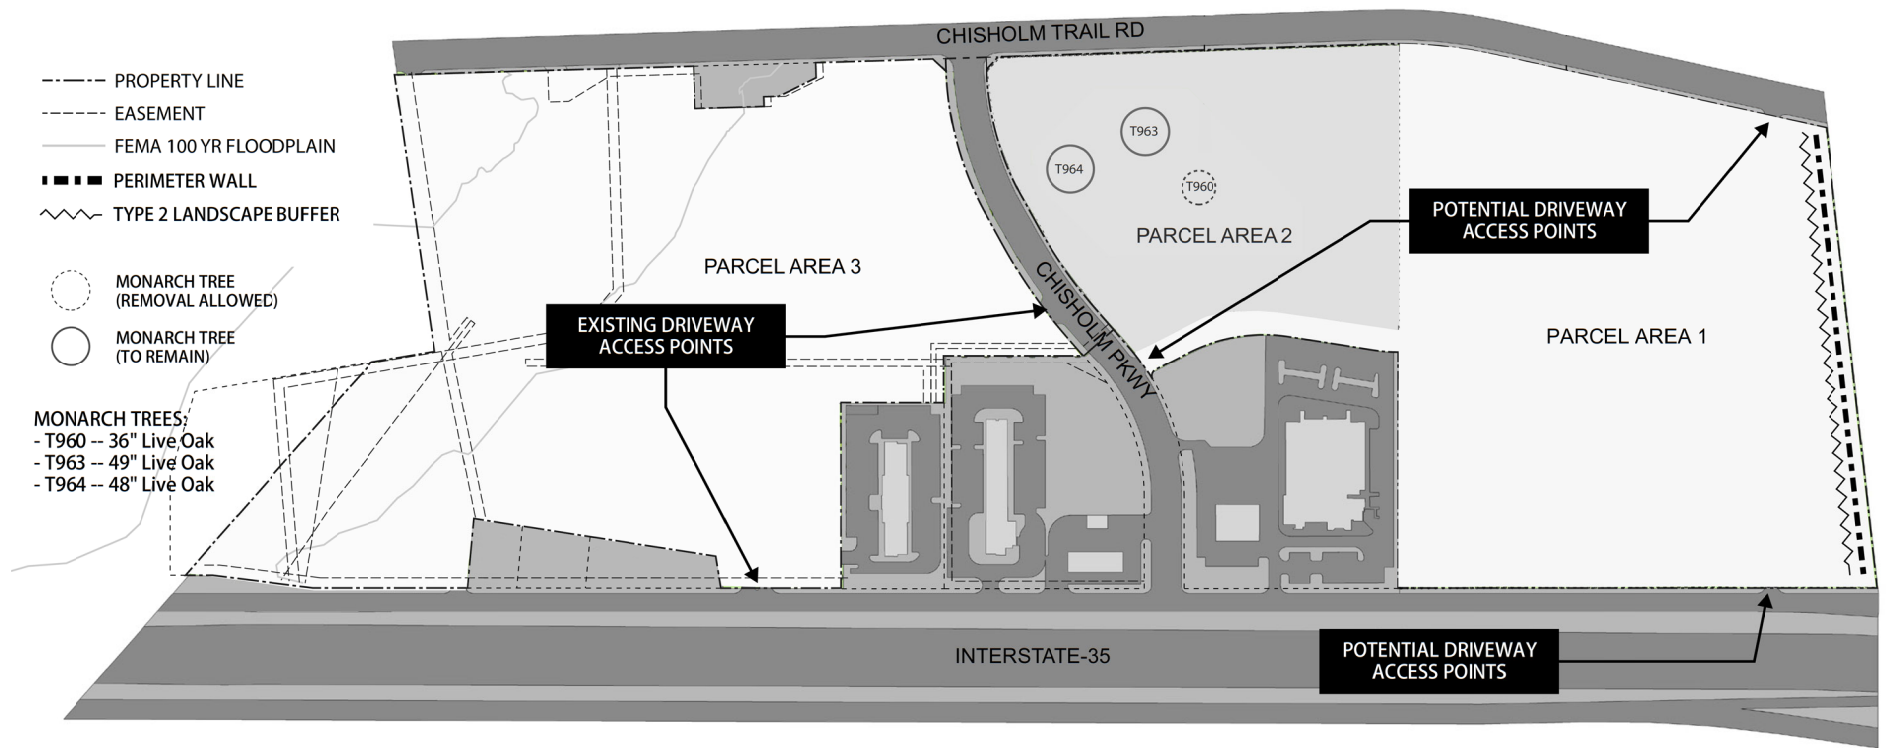 CHISHOLM TRAIL RD
PROPERTY LINE
EASEMENT
FEMA 100 YR FLOODPLAIN
PERIMETER WALL
TYPE 2 LANDSCAPE BUFFER
MONARCH TREE
(REMOVAL ALLOWED)
MONARCH TREE
(TO REMAIN)
MONARCH TREES:
- T960 -- 36" Live Oak
- T963 -- 49" Live Oak
- T964 -- 48" Live Oak
T963
T964
T960
PARCEL AREA 2
POTENTIAL DRIVEWAY
ACCESS POINTS
PARCEL AREA 3
CHISHOLM PKWY
EXISTING DRIVEWAY
ACCESS POINTS
PARCEL AREA 1
INTERSTATE-35
POTENTIAL DRIVEWAY
ACCESS POINTS